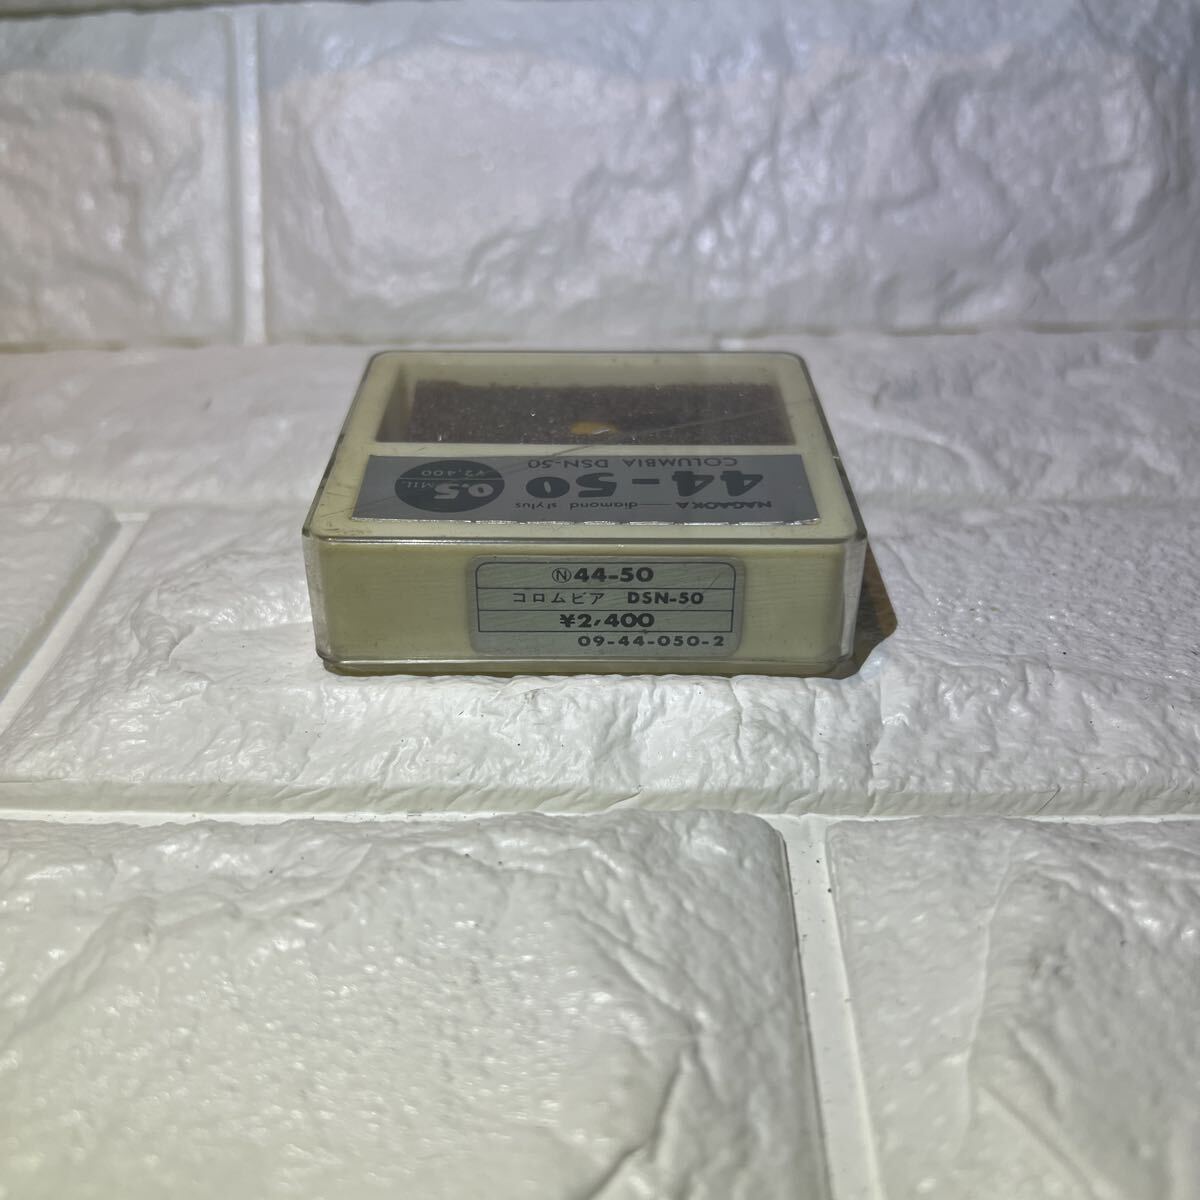 NAGAOKA diamond stylus
44-50
COLUMBIA DSN-50
0.5 MIL
¥2,400
Ⓝ44-50
コロムビア DSN-50
¥2,400
09-44-050-2